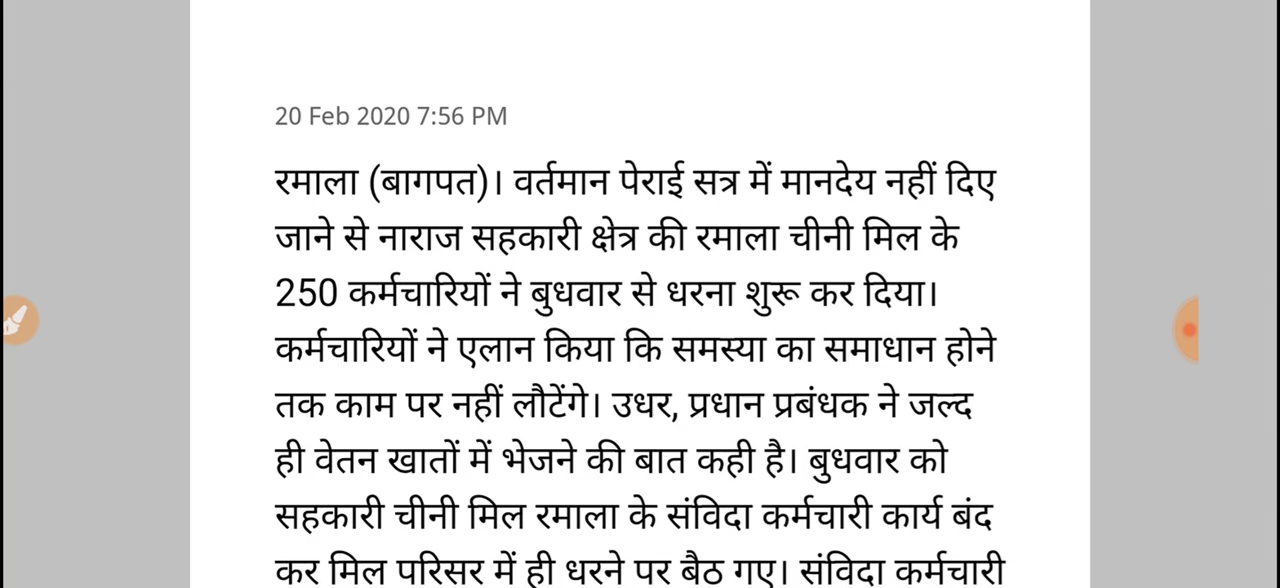 20 Feb 2020 7:56 PM
रमाला (बागपत)। वर्तमान पेराई सत्र में मानदेय नहीं दिए
जाने से नाराज सहकारी क्षेत्र की रमाला चीनी मिल के
250 कर्मचारियों ने बुधवार से धरना शुरू कर दिया।
कर्मचारियों ने एलान किया कि समस्या का समाधान होने
तक काम पर नहीं लौटेंगे। उधर, प्रधान प्रबंधक ने जल्द
ही वेतन खातों में भेजने की बात कही है। बुधवार को
सहकारी चीनी मिल रमाला के संविदा कर्मचारी कार्य बंद
कर मिल परिसर में ही धरने पर बैठ गए। संविदा कर्मचारी